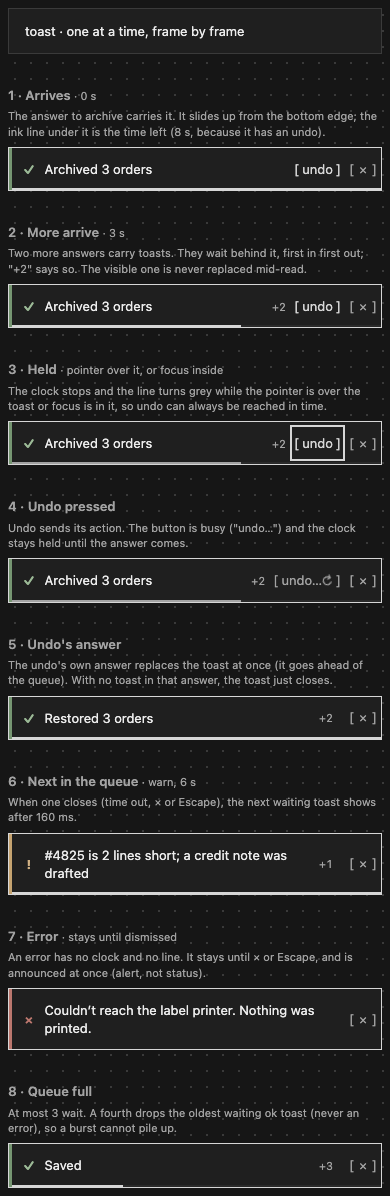 toast · one at a time, frame by frame
1 · Arrives · 0 s
The answer to archive carries it. It slides up from the bottom edge; the
ink line under it is the time left (8 s, because it has an undo).
✓ Archived 3 orders [ undo ] [ × ]
2 · More arrive · 3 s
Two more answers carry toasts. They wait behind it, first in first out;
"+2" says so. The visible one is never replaced mid-read.
✓ Archived 3 orders +2 [ undo ] [ × ]
3 · Held · pointer over it, or focus inside
The clock stops and the line turns grey while the pointer is over the
toast or focus is in it, so undo can always be reached in time.
✓ Archived 3 orders +2 [ undo ] [ × ]
4 · Undo pressed
Undo sends its action. The button is busy ("undo…") and the clock
stays held until the answer comes.
✓ Archived 3 orders +2 [ undo…⟳ ] [ × ]
5 · Undo's answer
The undo's own answer replaces the toast at once (it goes ahead of
the queue). With no toast in that answer, the toast just closes.
✓ Restored 3 orders +2 [ × ]
6 · Next in the queue · warn, 6 s
When one closes (time out, × or Escape), the next waiting toast shows
after 160 ms.
! #4825 is 2 lines short; a credit note was
drafted +1 [ × ]
7 · Error · stays until dismissed
An error has no clock and no line. It stays until × or Escape, and is
announced at once (alert, not status).
× Couldn’t reach the label printer. Nothing was
printed. [ × ]
8 · Queue full
At most 3 wait. A fourth drops the oldest waiting ok toast (never an
error), so a burst cannot pile up.
✓ Saved +3 [ × ]